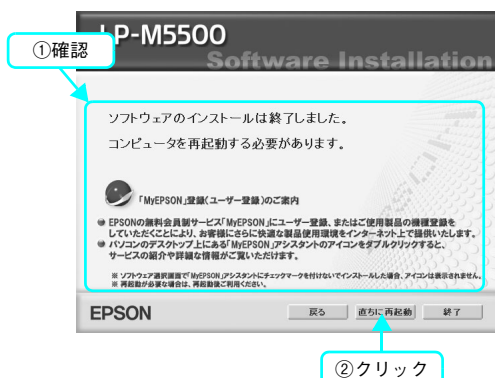 LP-M5500
①確認
Software Installation
ソフトウェアのインストールは終了しました。
コンピュータを再起動する必要があります。
「MyEPSON」登録(ユーザー登録)のご案内
EPSONの無料会員制サービス「MyEPSON」にユーザー登録、またはご使用製品の機種登録を
していただくことにより、お客様にさらに快適な製品使用環境をインターネット上で提供いたします。
パソコンのデスクトップ上にある「MyEPSON」アシスタントのアイコンをダブルクリックすると、
サービスの紹介や詳細な情報がご覧いただけます。
※ ソフトウェア選択画面で「MyEPSON」アシスタントにチェックマークを付けないでインストールした場合、アイコンは表示されません。
※ 再起動が必要な場合は、再起動後ご利用ください。
EPSON
戻る
直ちに再起動
終了
②クリック